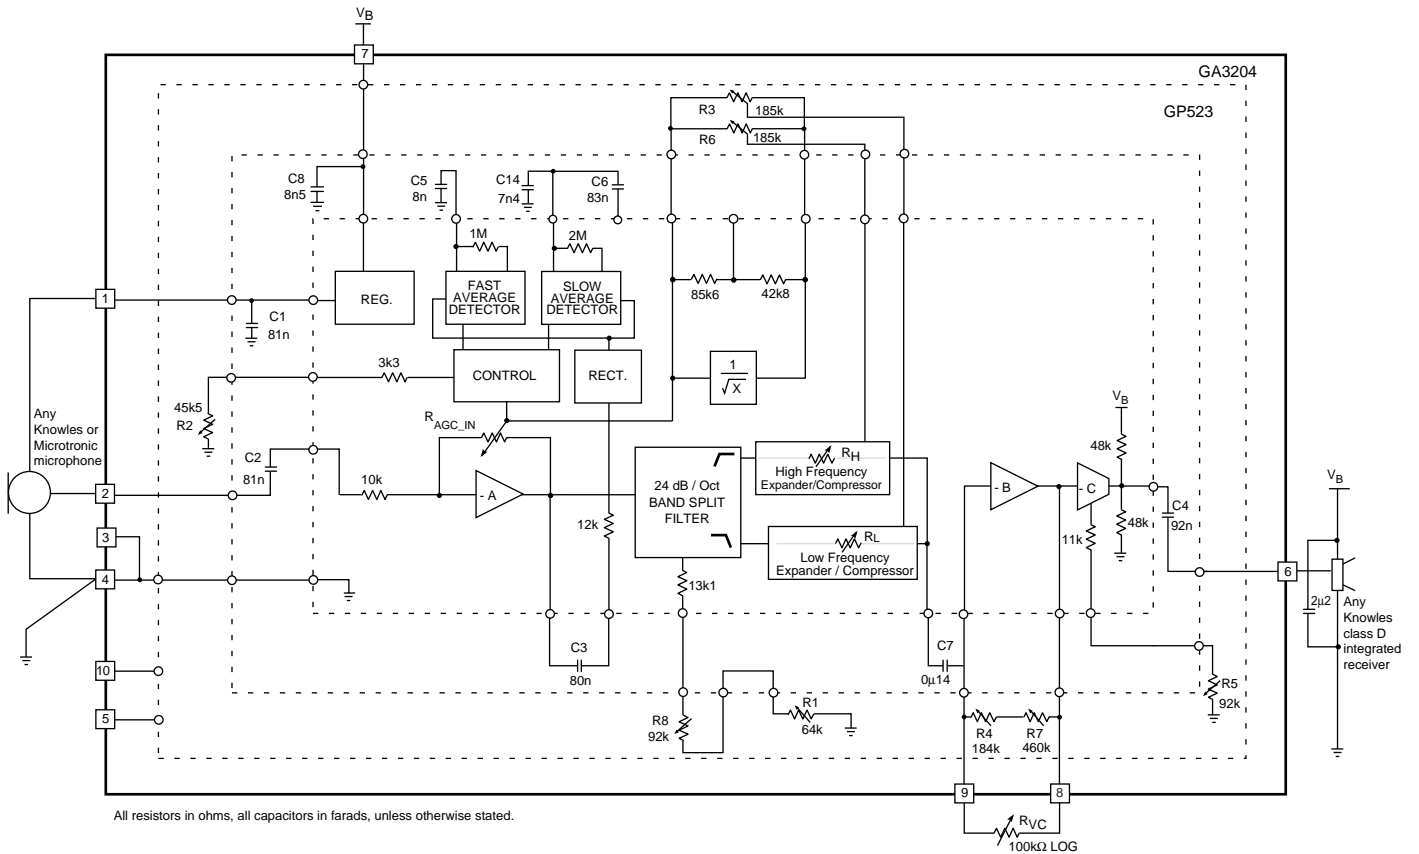 VB
7
GA3204
GP523
R3
185k
R6
185k
C8
8n5
C5
8n
C14
7n4
C6
83n
1M
2M
REG.
FAST
AVERAGE
DETECTOR
SLOW
AVERAGE
DETECTOR
85k6
42k8
1
C1
81n
3k3
CONTROL
RECT.
1
√X
45k5
R2
RAGC_IN
VB
48k
Any
Knowles or
Microtronic
microphone
C2
81n
10k
- A
24 dB / Oct
BAND SPLIT
FILTER
RH
High Frequency
Expander/Compressor
RL
Low Frequency
Expander / Compressor
- B
- C
48k
11k
C4
92n
VB
2
3
4
12k
13k1
6
2µ2
Any
Knowles
class D
integrated
receiver
C3
80n
C7
0µ14
10
5
R8
92k
R1
64k
R4
184k
R7
460k
R5
92k
9
8
RVC
100kΩ LOG
All resistors in ohms, all capacitors in farads, unless otherwise stated.